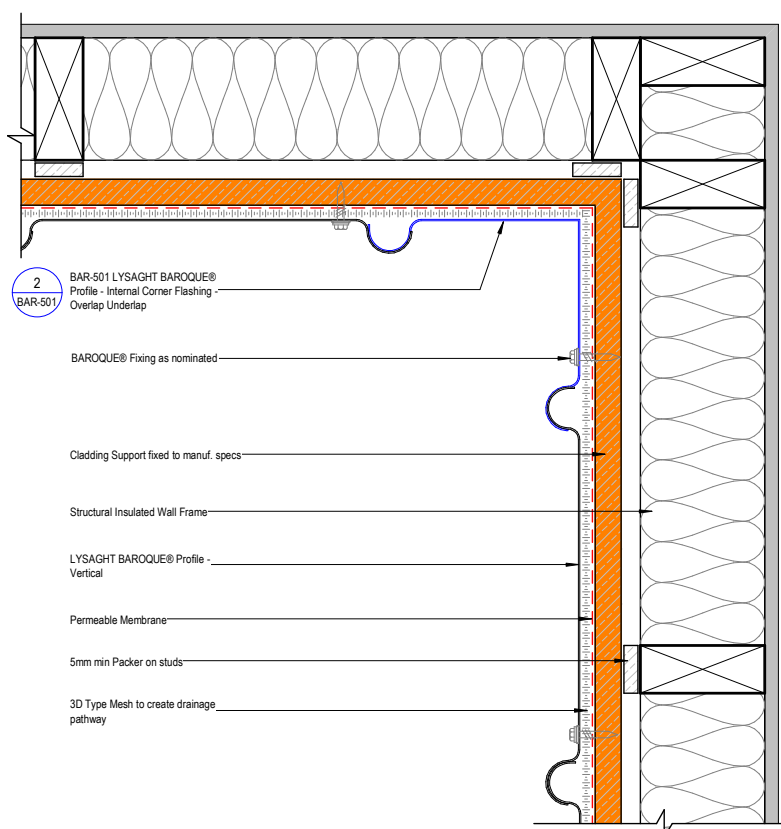 2
BAR-501
BAR-501 LYSAGHT BAROQUE®
Profile - Internal Corner Flashing -
Overlap Underlap
BAROQUE® Fixing as nominated
Cladding Support fixed to manuf. specs
Structural Insulated Wall Frame
LYSAGHT BAROQUE® Profile -
Vertical
Permeable Membrane
5mm min Packer on studs
3D Type Mesh to create drainage
pathway